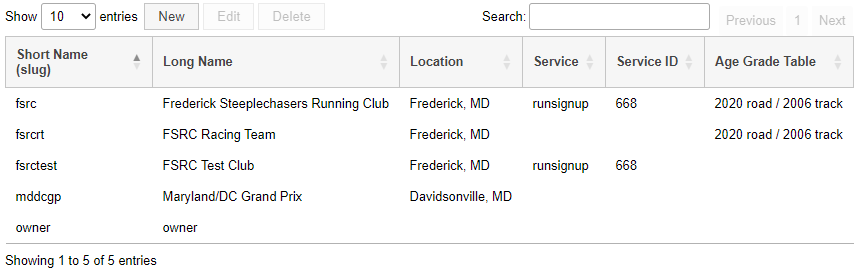 Show 10 entries New Edit Delete Search: Previous 1 Next
Short Name (slug) Long Name Location Service Service ID Age Grade Table
fsrc Frederick Steeplechasers Running Club Frederick, MD runsignup 668 2020 road / 2006 track
fsrcrt FSRC Racing Team Frederick, MD 2020 road / 2006 track
fsrctest FSRC Test Club Frederick, MD runsignup 668
mddcgp Maryland/DC Grand Prix Davidsonville, MD
owner owner
Showing 1 to 5 of 5 entries